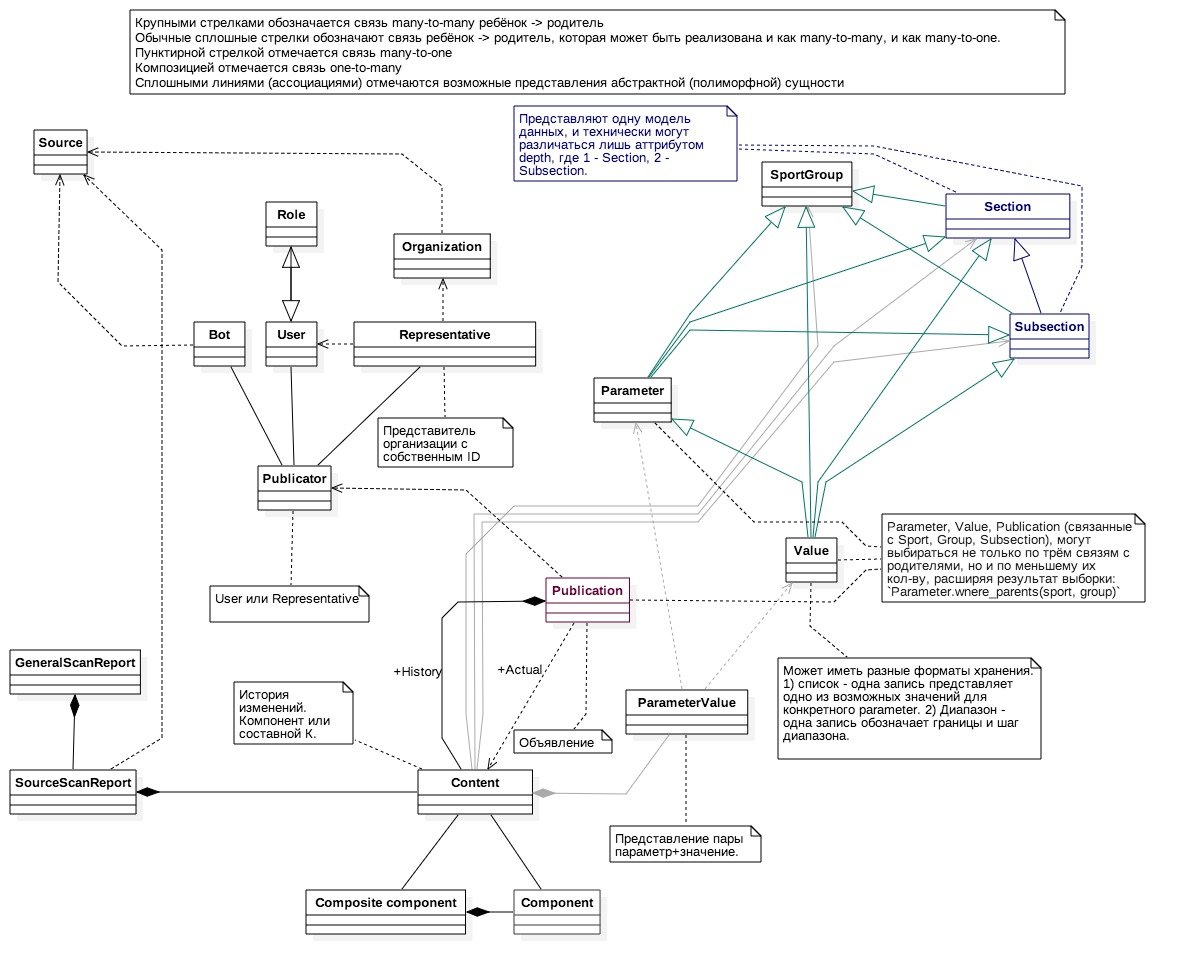 Крупными стрелками обозначается связь many-to-many ребёнок -> родитель
Обычные сплошные стрелки обозначают связь ребёнок -> родитель, которая может быть реализована и как many-to-many, и как many-to-one.
Пунктирной стрелкой отмечается связь many-to-one
Композицией отмечается связь one-to-many
Сплошными линиями (ассоциациями) отмечаются возможные представления абстрактной (полиморфной) сущности
Представляют одну модель
данных, и технически могут
различаться лишь аттрибутом
depth, где 1 - Section, 2 -
Subsection.
Source
SportGroup
Section
Role
Organization
Bot
User
Representative
Subsection
Parameter
Представитель
организации с
собственным ID
Publicator
Value
Parameter, Value, Publication (связанные
с Sport, Group, Subsection), могут
выбираться не только по трём связям с
родителями, но и по меньшему их
кол-ву, расширяя результат выборки:
`Parameter.wnere_parents(sport, group)`
User или Representative
Publication
GeneralScanReport
+History
+Actual
История
изменений.
Компонент или
составной К.
Объявление
ParameterValue
Может иметь разные форматы хранения.
1) список - одна запись представляет
одно из возможных значений для
конкретного parameter. 2) Диапазон -
одна запись обозначает границы и шаг
диапазона.
SourceScanReport
Content
Представление пары
параметр+значение.
Composite component
Component